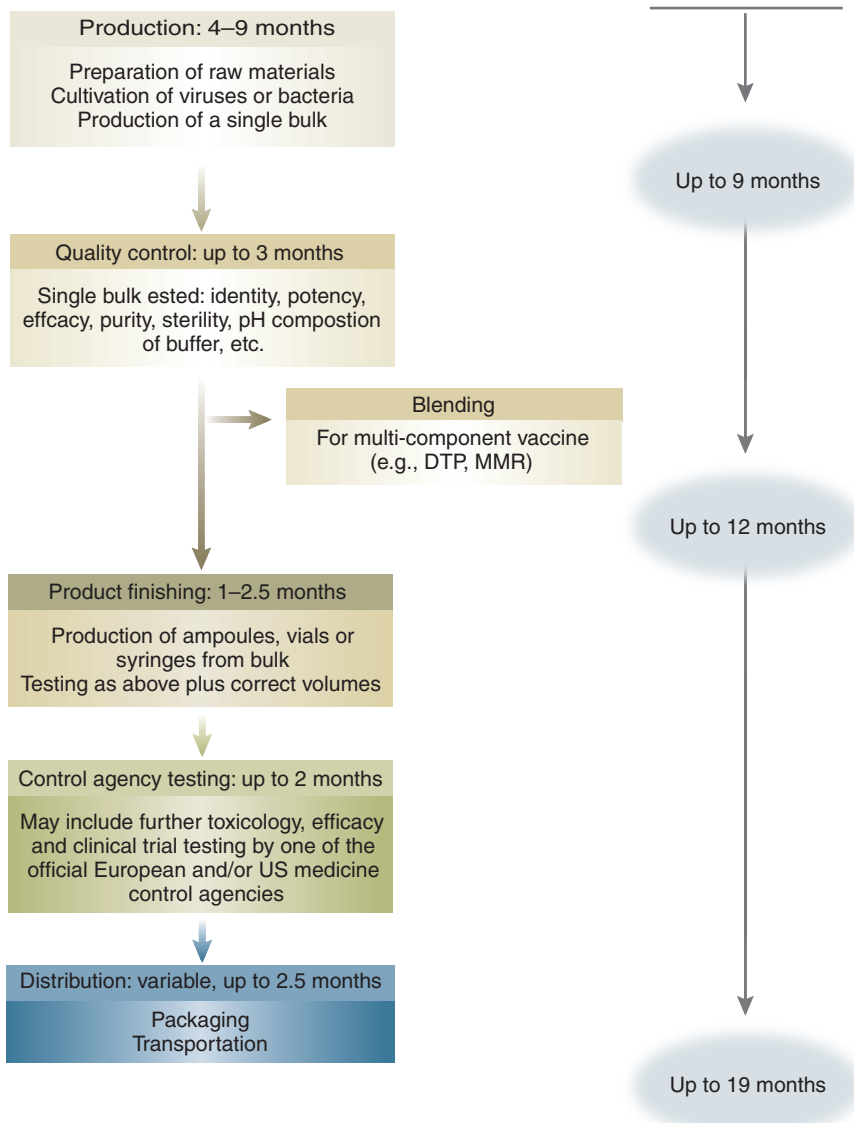 Production: 4–9 months
Preparation of raw materials
Cultivation of viruses or bacteria
Production of a single bulk
Up to 9 months
Quality control: up to 3 months
Single bulk ested: identity, potency,
effcacy, purity, sterility, pH compostion
of buffer, etc.
Blending
For multi-component vaccine
(e.g., DTP, MMR)
Up to 12 months
Product finishing: 1–2.5 months
Production of ampoules, vials or
syringes from bulk
Testing as above plus correct volumes
Control agency testing: up to 2 months
May include further toxicology, efficacy
and clinical trial testing by one of the
official European and/or US medicine
control agencies
Distribution: variable, up to 2.5 months
Packaging
Transportation
Up to 19 months